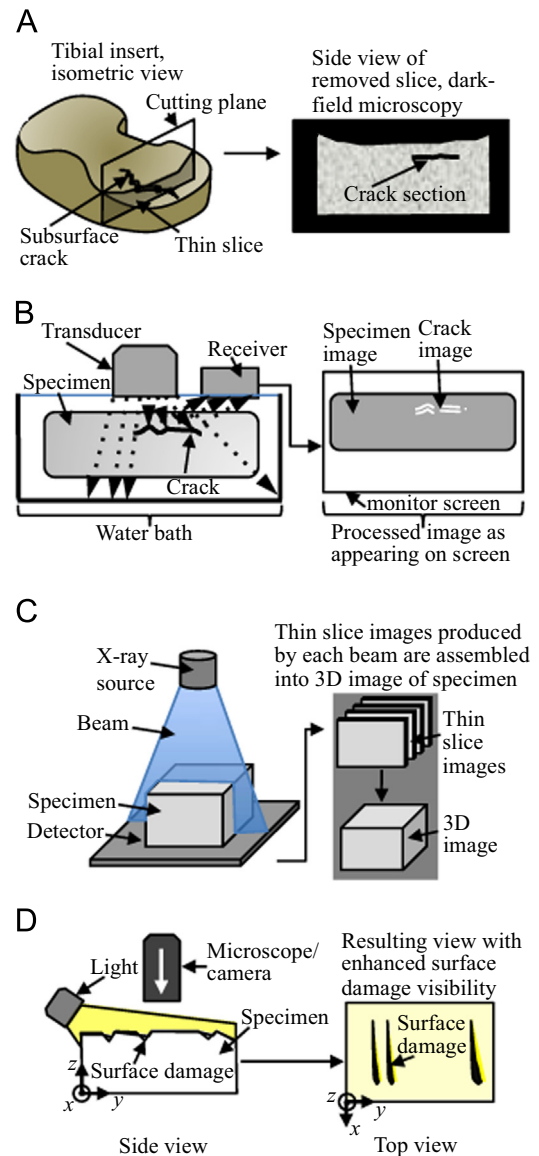 A
Tibial insert,
isometric view
Cutting plane
Subsurface
crack
Thin slice
Side view of
removed slice, dark-
field microscopy
Crack section
B
Transducer
Receiver
Specimen
Crack
Water bath
Specimen
image
Crack
image
monitor screen
Processed image as
appearing on screen
C
X-ray
source
Beam
Specimen
Detector
Thin slice images produced
by each beam are assembled
into 3D image of specimen
Thin
slice
images
3D
image
D
Light
Microscope/
camera
Specimen
Surface damage
z
x
y
Side view
Resulting view with
enhanced surface
damage visibility
Surface
damage
z
y
x
Top view